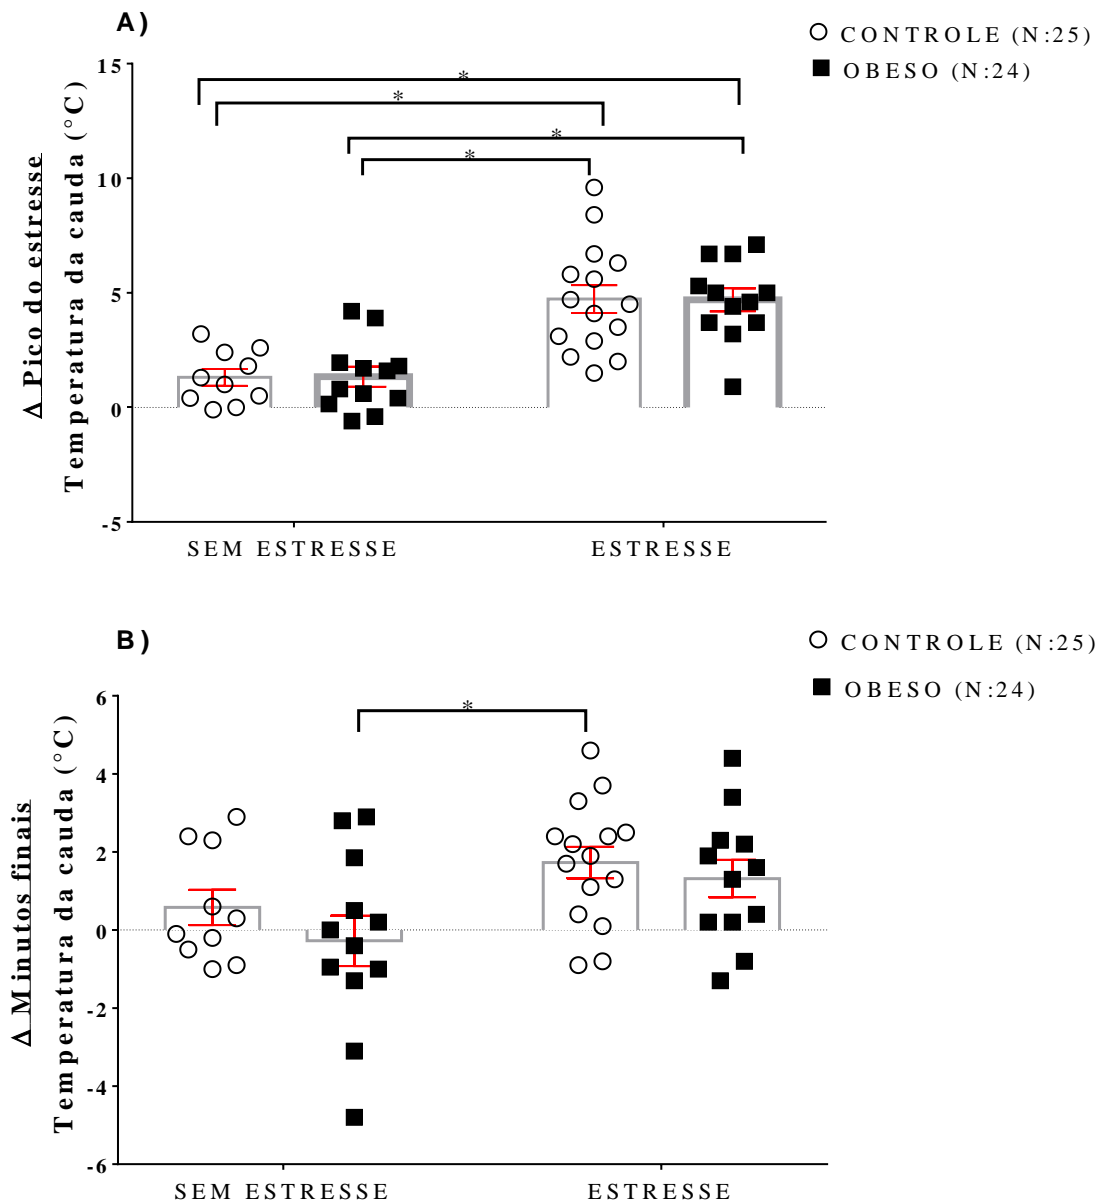 A)
CONTROLE (N:25)
OBESO (N:24)
Δ Pico do estresse
Temperatura da cauda (°C)
15
10
5
0
-5
*
*
*
*
SEM ESTRESSE
ESTRESSE
B)
CONTROLE (N:25)
OBESO (N:24)
Δ Minutos finais
Temperatura da cauda (°C)
6
4
2
0
-2
-4
-6
*
SEM ESTRESSE
ESTRESSE